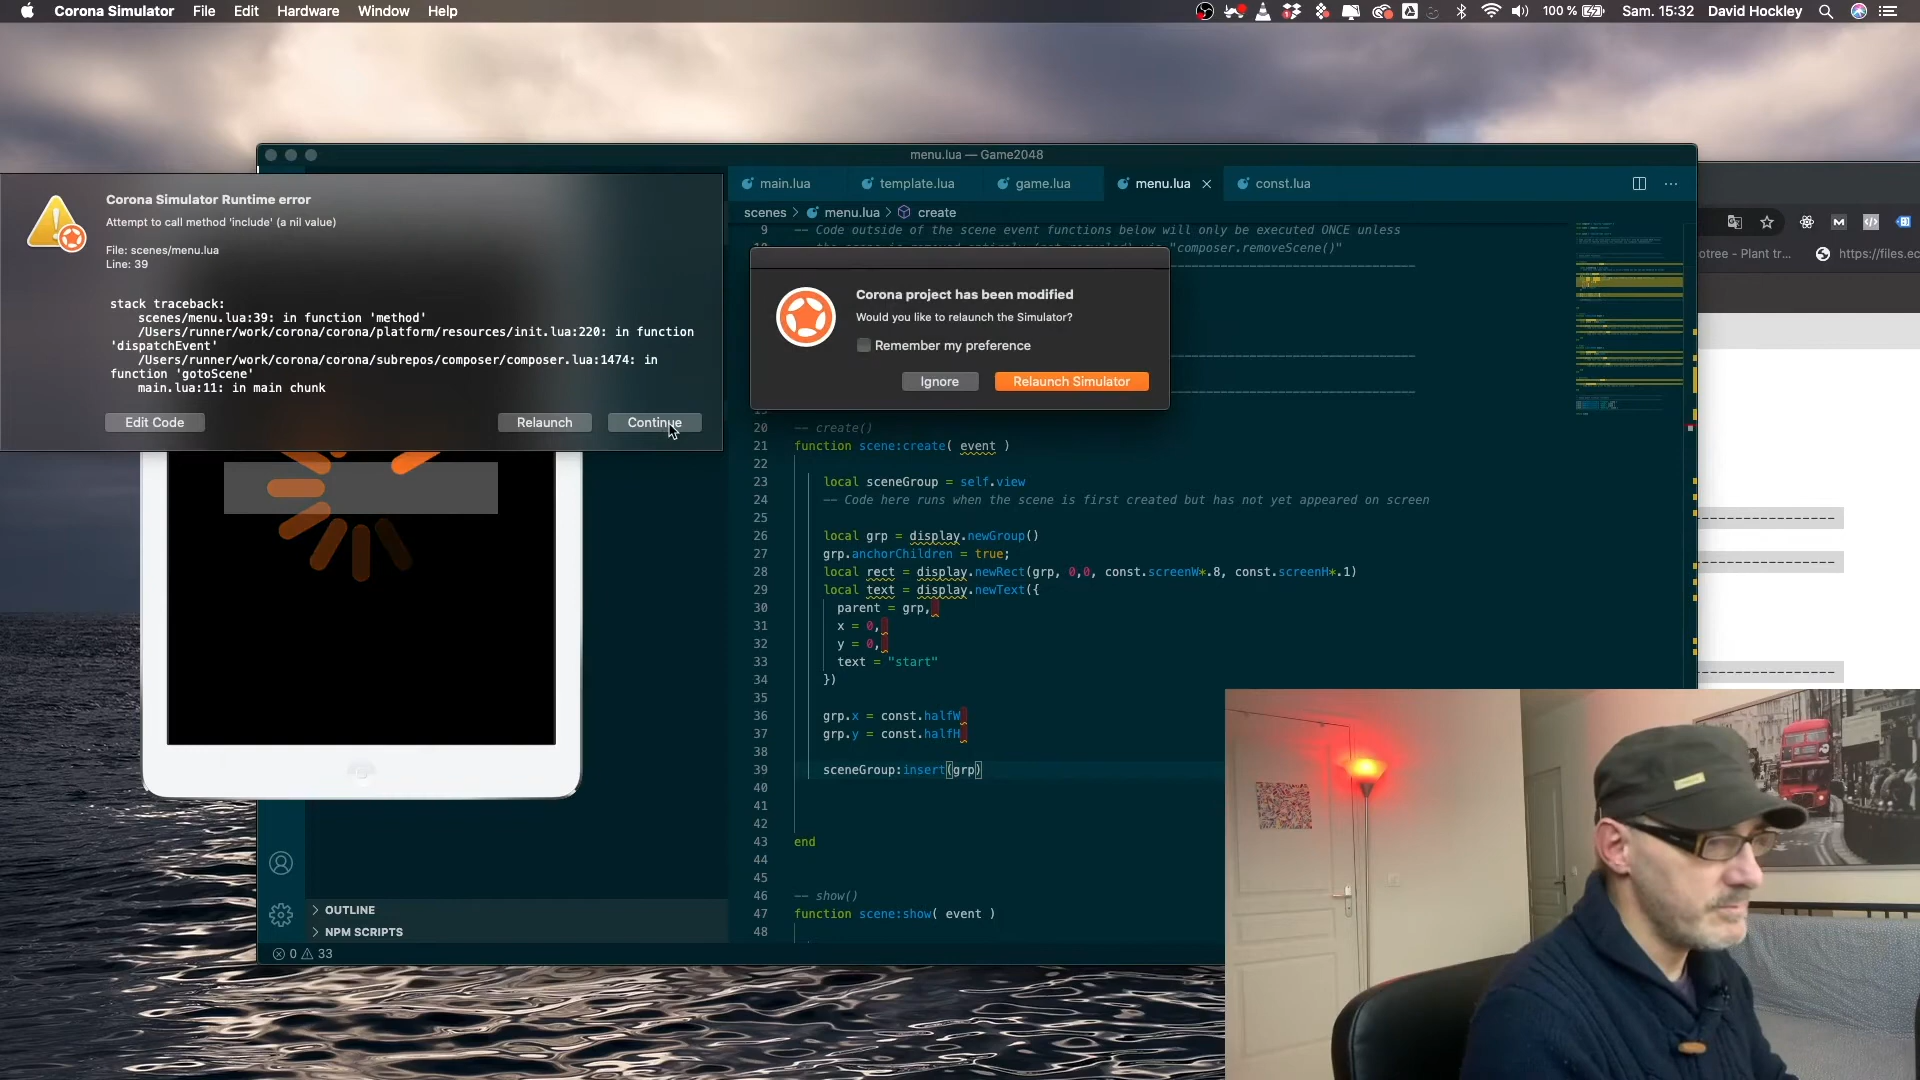 Corona Simulator File Edit Hardware Window Help
100 % Sam. 15:32 David Hockley
menu.lua — Game2048
Corona Simulator Runtime error
Attempt to call method 'include' (a nil value)
File: scenes/menu.lua
Line: 39
stack traceback:
scenes/menu.lua:39: in function 'method'
/Users/runner/work/corona/corona/platform/resources/init.lua:220: in function
'dispatchEvent'
/Users/runner/work/corona/corona/subrepos/composer/composer.lua:1474: in
function 'gotoScene'
main.lua:11: in main chunk
Edit Code Relaunch Continue
main.lua template.lua game.lua menu.lua const.lua
scenes > menu.lua > create
9 -- Code outside of the scene event functions below will only be executed ONCE unless
"composer.removeScene()"
Corona project has been modified
Would you like to relaunch the Simulator?
Remember my preference
Ignore Relaunch Simulator
20 -- create()
21 function scene:create( event )
22
23 local sceneGroup = self.view
24 -- Code here runs when the scene is first created but has not yet appeared on screen
25
26 local grp = display.newGroup()
27 grp.anchorChildren = true;
28 local rect = display.newRect(grp, 0,0, const.screenW*.8, const.screenH*.1)
29 local text = display.newText({
30 parent = grp,
31 x = 0,
32 y = 0,
33 text = "start"
34 })
35
36 grp.x = const.halfW
37 grp.y = const.halfH
38
39 sceneGroup:insert(grp)
40
41
42
43 end
44
45
46 -- show()
47 function scene:show( event )
48
OUTLINE
NPM SCRIPTS
0 33
otree - Plant tr... https://files.ec